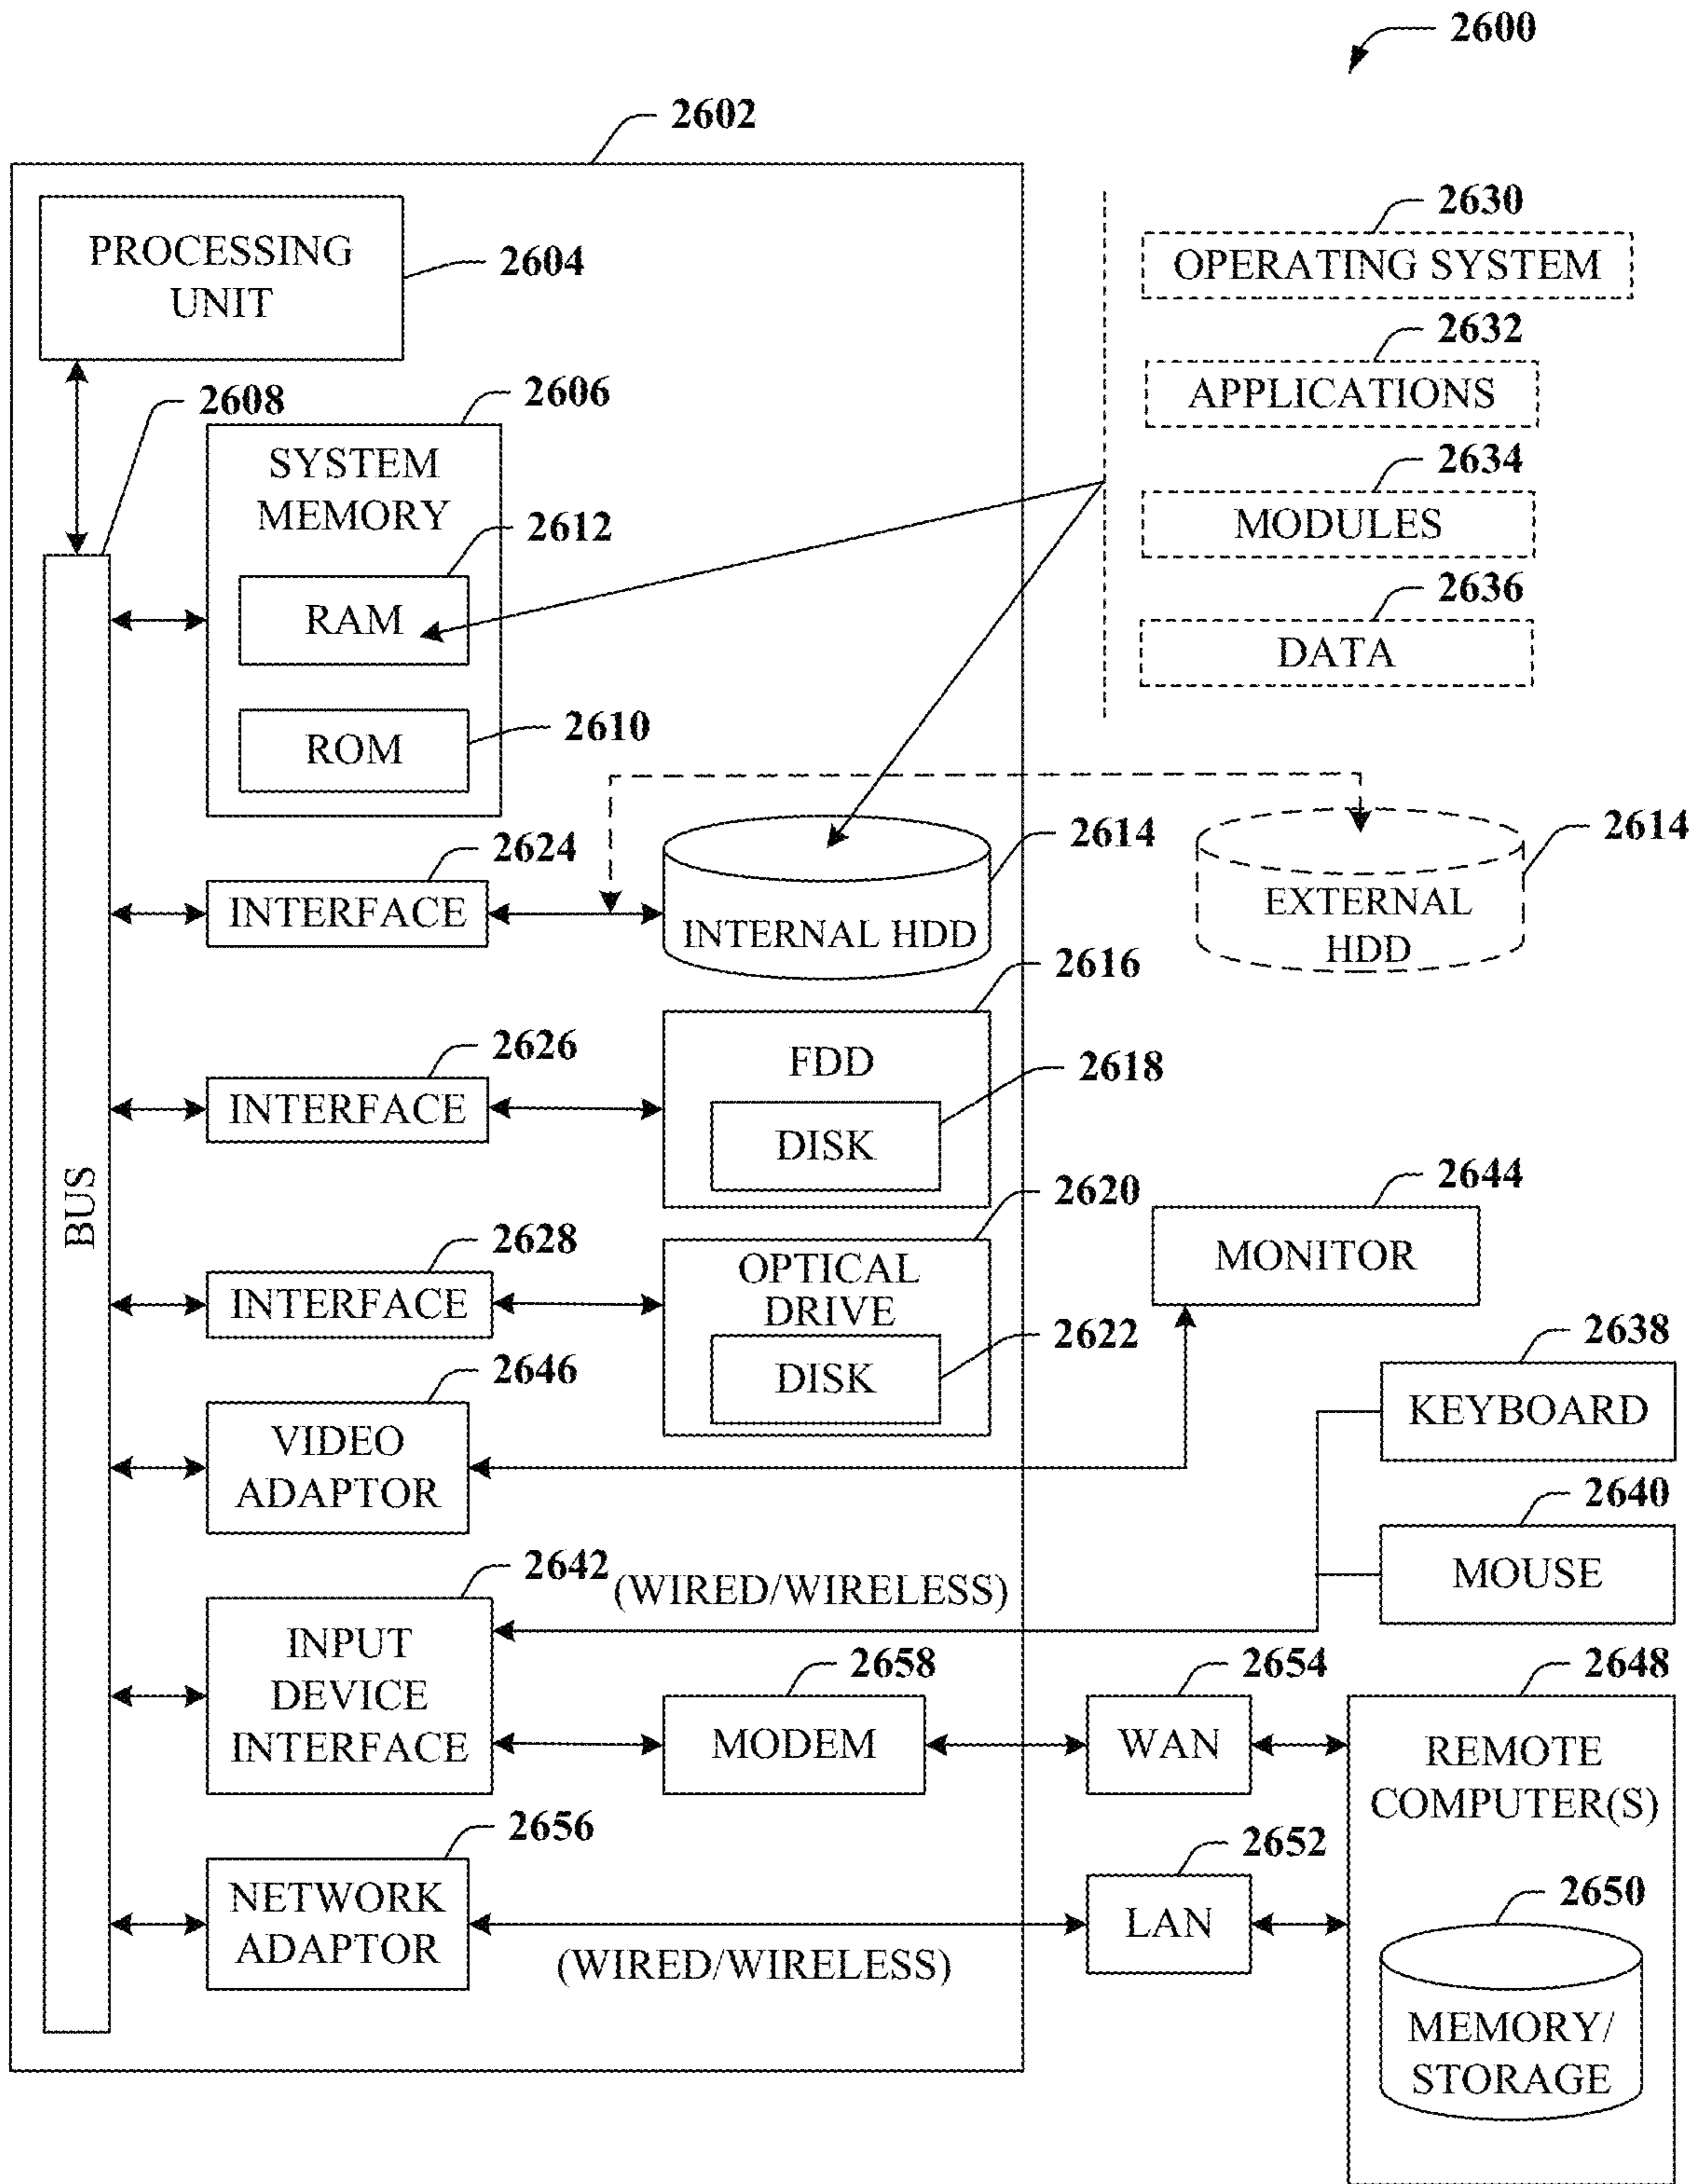 2600
2602
PROCESSING
UNIT
2604
2630
OPERATING SYSTEM
2632
APPLICATIONS
2634
MODULES
2636
DATA
2608
2606
SYSTEM
MEMORY
2612
RAM
2610
ROM
BUS
2624
INTERFACE
2614
INTERNAL HDD
2614
EXTERNAL
HDD
2626
INTERFACE
2616
FDD
2618
DISK
2628
INTERFACE
2620
OPTICAL
DRIVE
2622
DISK
2644
MONITOR
2646
VIDEO
ADAPTOR
2638
KEYBOARD
2640
MOUSE
2642
(WIRED/WIRELESS)
INPUT
DEVICE
INTERFACE
2658
MODEM
2654
WAN
2648
REMOTE
COMPUTER(S)
2656
NETWORK
ADAPTOR
(WIRED/WIRELESS)
2652
LAN
2650
MEMORY/
STORAGE